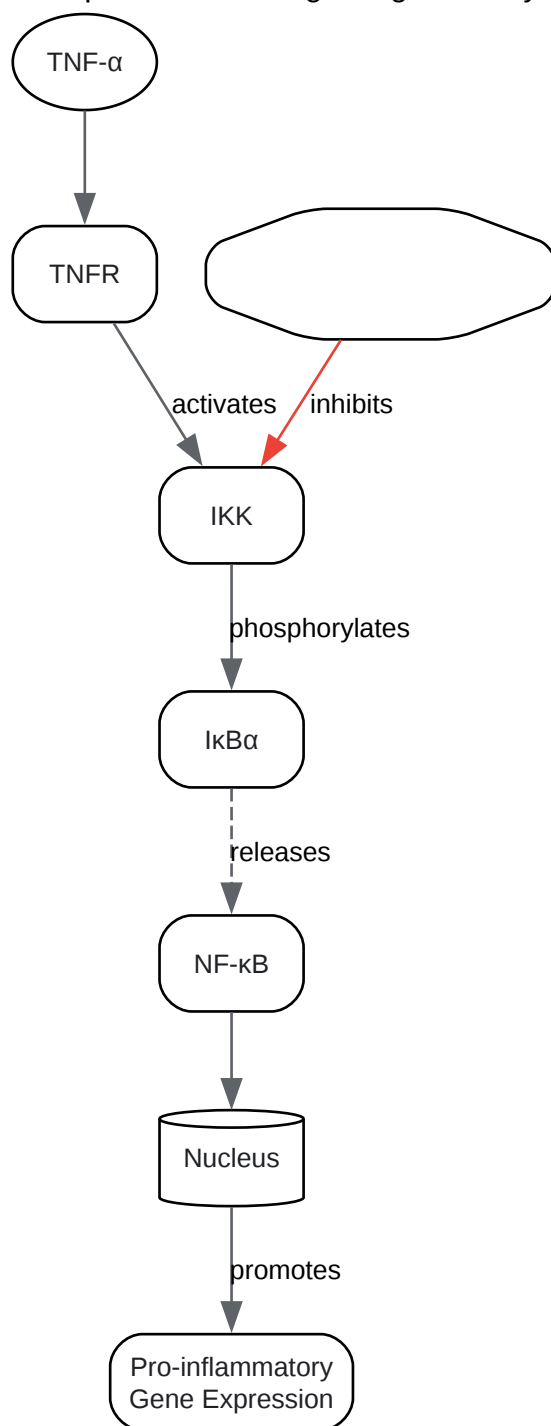 TNF-α
TNFR
activates
inhibits
IKK
phosphorylates
IκBα
releases
NF-κB
Nucleus
promotes
Pro-inflammatory
Gene Expression